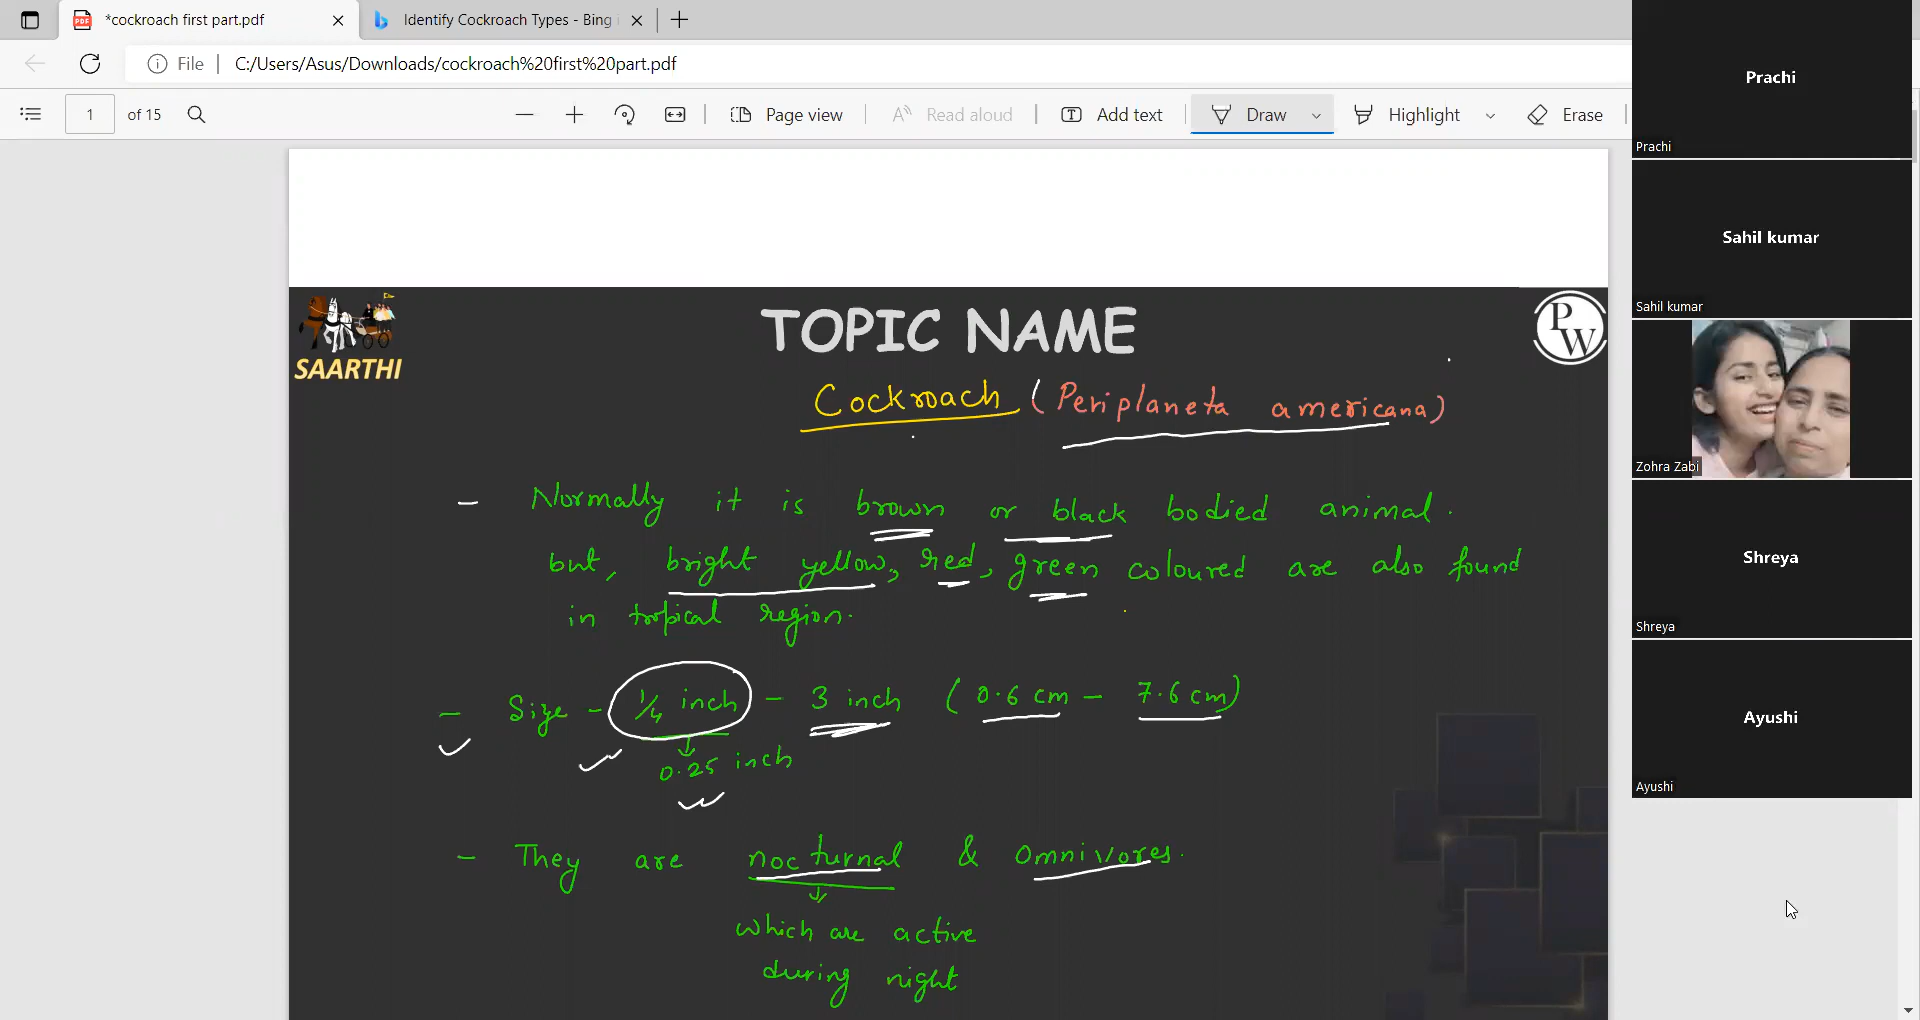 *cockroach first part.pdf
Identify Cockroach Types - Bing i
File
C:/Users/Asus/Downloads/cockroach%20first%20part.pdf
1 of 15
Page view
Read aloud
Add text
Draw
Highlight
Erase
SAARTHI
TOPIC NAME
PW
Cockroach (Periplaneta americana)
- Normally it is brown or black bodied animal.
but, bright yellow, red, green coloured are also found
in tropical region.
- Size - 1/4 inch - 3 inch (0.6 cm - 7.6 cm)
0.25 inch
- They are nocturnal & omnivores.
which are active
during night
Prachi
Prachi
Sahil kumar
Sahil kumar
Zohra Zabi
Shreya
Shreya
Ayushi
Ayushi